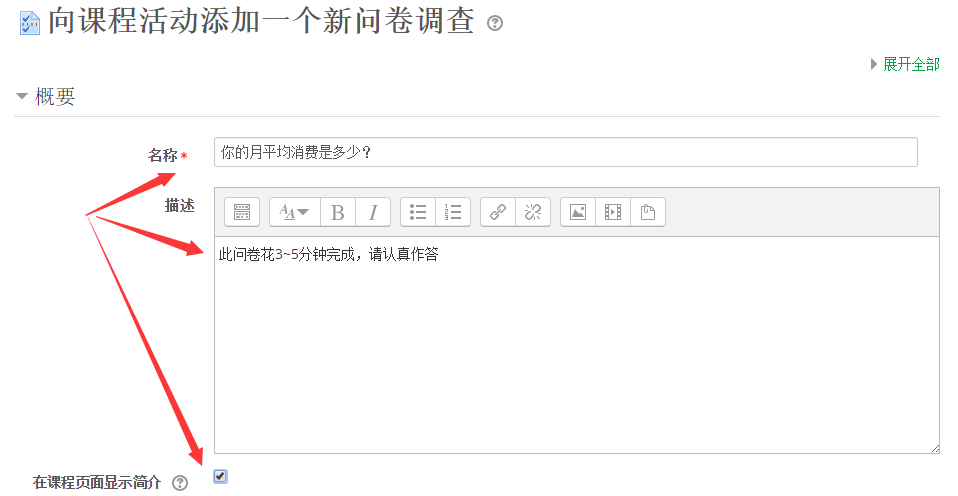 向课程活动添加一个新问卷调查
展开全部
概要
名称*
你的月平均消费是多少？
描述
此问卷花3~5分钟完成，请认真作答
在课程页面显示简介